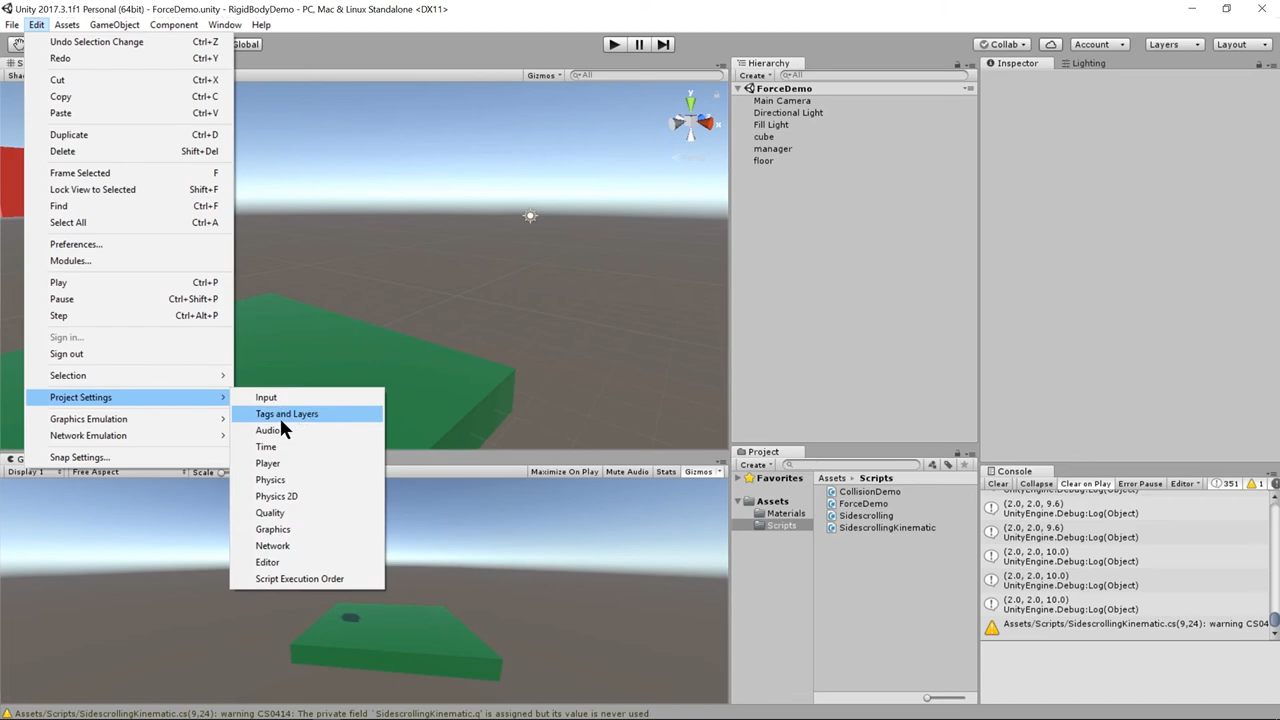 Unity 2017.3.1f1 Personal (64bit) - ForceDemo.unity - RigidBodyDemo - PC, Mac & Linux Standalone <DX11>
File Edit Assets GameObject Component Window Help
Global
Collab
Account
Layers
Layout
Undo Selection Change Ctrl+Z
Redo Ctrl+Y
Cut Ctrl+X
Copy Ctrl+C
Paste Ctrl+V
Duplicate Ctrl+D
Delete Shift+Del
Frame Selected F
Lock View to Selected Shift+F
Find Ctrl+F
Select All Ctrl+A
Preferences...
Modules...
Play Ctrl+P
Pause Ctrl+Shift+P
Step Ctrl+Alt+P
Sign in...
Sign out
Selection
Project Settings
Graphics Emulation
Network Emulation
Snap Settings...
Input
Tags and Layers
Audio
Time
Player
Physics
Physics 2D
Quality
Graphics
Network
Editor
Script Execution Order
Gizmos All
y
x
Display 1 Free Aspect Scale Maximize On Play Mute Audio Stats Gizmos
Hierarchy
Create All
ForceDemo
Main Camera
Directional Light
Fill Light
cube
manager
floor
Project
Create
Favorites
Assets
Materials
Scripts
Assets Scripts
CollisionDemo
ForceDemo
Sidescrolling
SidescrollingKinematic
Inspector Lighting
Console
Clear Collapse Clear on Play Error Pause Editor 351 1
UnityEngine.Debug:Log(Object)
(2.0, 2.0, 9.6)
UnityEngine.Debug:Log(Object)
(2.0, 2.0, 9.6)
UnityEngine.Debug:Log(Object)
(2.0, 2.0, 10.0)
UnityEngine.Debug:Log(Object)
(2.0, 2.0, 10.0)
UnityEngine.Debug:Log(Object)
(2.0, 2.0, 10.0)
UnityEngine.Debug:Log(Object)
Assets/Scripts/SidescrollingKinematic.cs(9,24): warning CS04
Assets/Scripts/SidescrollingKinematic.cs(9,24): warning CS0414: The private field `SidescrollingKinematic.g' is assigned but its value is never used